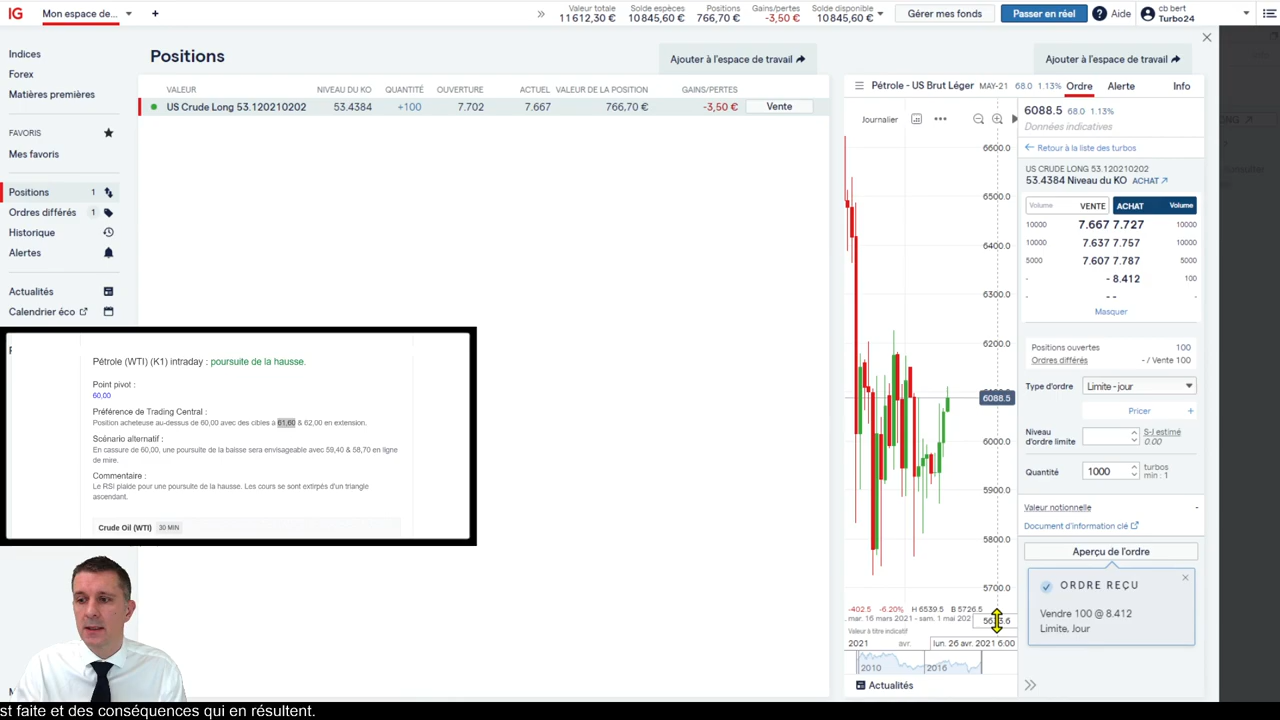 IG
Mon espace de...
+
Valeur totale
11 612,30 €
Solde espèces
10 845,60 €
Positions
766,70 €
Gains/pertes
-3,50 €
Solde disponible
10 845,60 €
Gérer mes fonds
Passer en réel
Aide
cb bert
Turbo24
Indices
Forex
Matières premières
FAVORIS
Mes favoris
Positions 1
Ordres différés 1
Historique
Alertes
Actualités
Calendrier éco
Positions
Ajouter à l'espace de travail
VALEUR NIVEAU DU KO QUANTITÉ OUVERTURE ACTUEL VALEUR DE LA POSITION GAINS/PERTES
US Crude Long 53.120210202 53.4384 +100 7.702 7.667 766,70 € -3,50 € Vente
Pétrole (WTI) (K1) intraday : poursuite de la hausse.
Point pivot :
60,00
Préférence de Trading Central :
Position acheteuse au-dessus de 60,00 avec des cibles à 61,60 & 62,00 en extension.
Scénario alternatif :
En cassure de 60,00, une poursuite de la baisse sera envisageable avec 59,40 & 58,70 en ligne
de mire.
Commentaire :
Le RSI plaide pour une poursuite de la hausse. Les cours se sont extirpés d'un triangle
ascendant.
Crude Oil (WTI) 30 MIN
Ajouter à l'espace de travail
Pétrole - US Brut Léger MAY-21 68.0 1.13% Ordre Alerte Info
Journalier
6600.0
6500.0
6400.0
6300.0
6200.0
6088.5
6000.0
5900.0
5800.0
5700.0
-402.5 -6.20% H 6539.5 B 5726.5
mar. 16 mars 2021 - sam. 1 mai 202
Valeur à titre indicatif
2021 avr. lun. 26 avr. 2021 6:00
2010 2016
Actualités
6088.5 68.0 1.13%
Données indicatives
Retour à la liste des turbos
US CRUDE LONG 53.120210202
53.4384 Niveau du KO ACHAT
Volume VENTE ACHAT Volume
10000 7.667 7.727 10000
10000 7.637 7.757 10000
5000 7.607 7.787 5000
- - 8.412 100
- - - -
Masquer
Positions ouvertes 100
Ordres différés - / Vente 100
Type d'ordre Limite - jour
Pricer +
Niveau
d'ordre limite
S-J estimé
0.00
Quantité 1000
turbos
min : 1
Valeur notionnelle -
Document d'information clé
Aperçu de l'ordre
ORDRE REÇU
Vendre 100 @ 8.412
Limite, Jour
st faite et des conséquences qui en résultent.